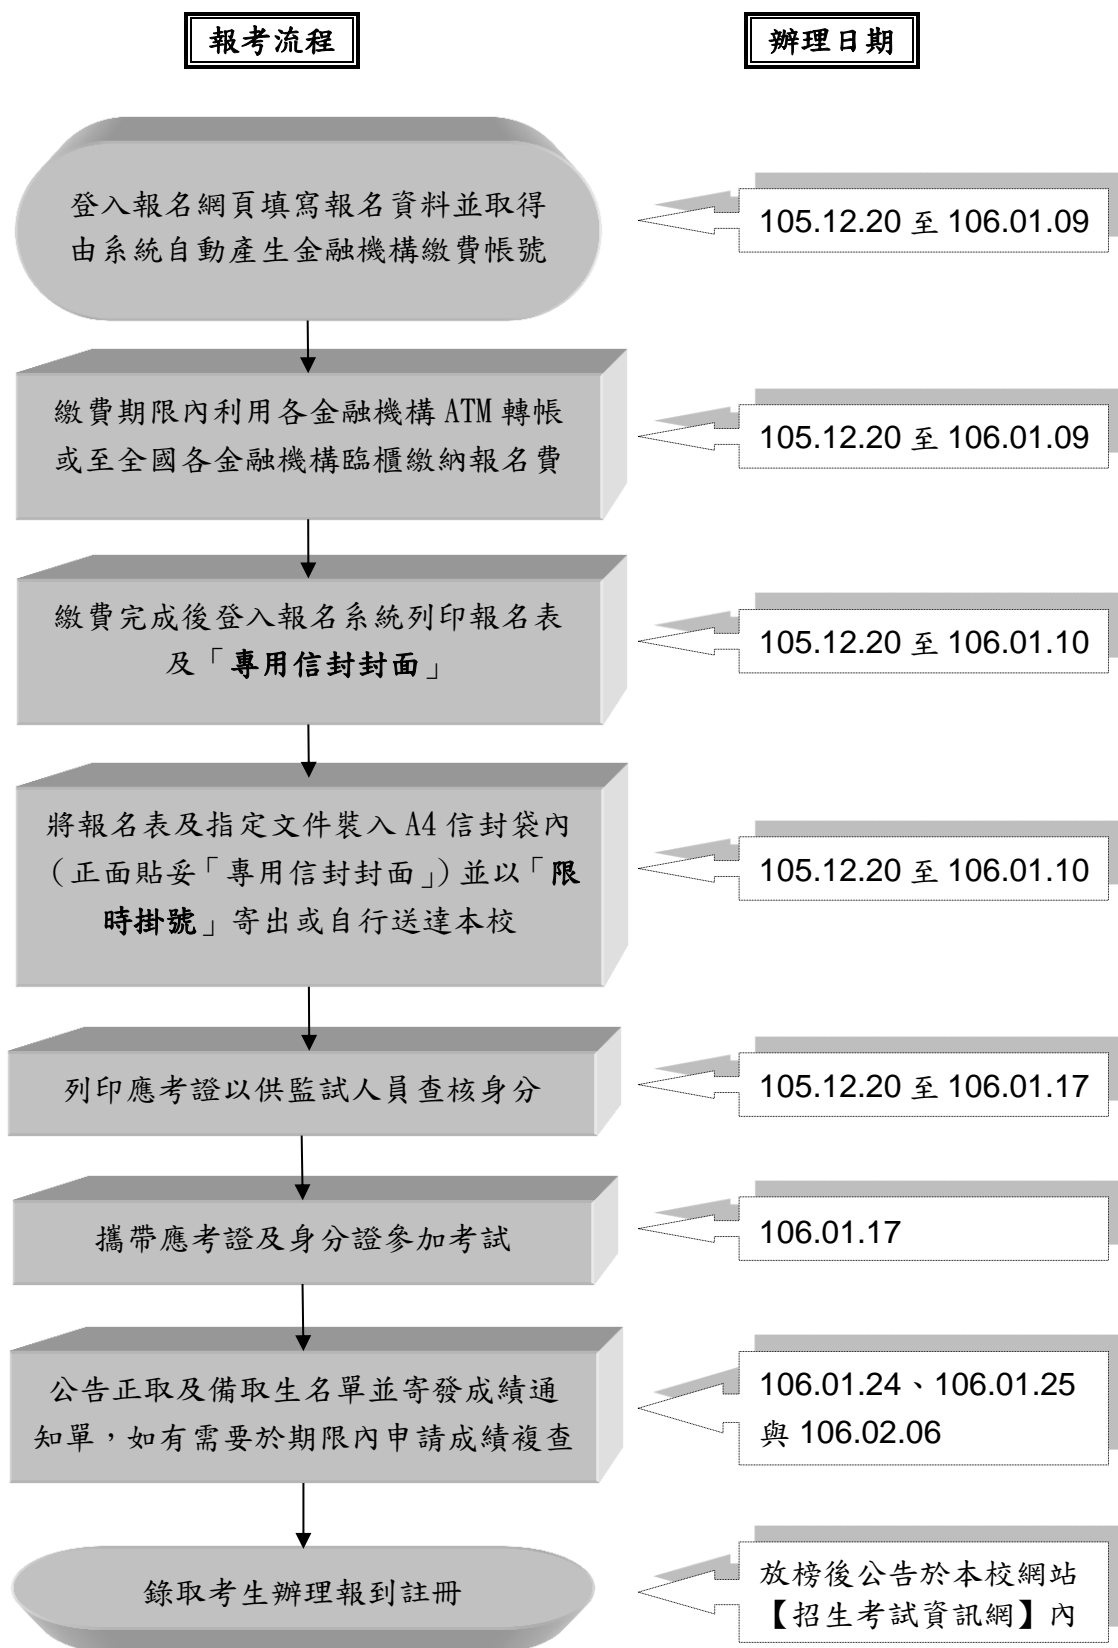 報考流程
辦理日期
登入報名網頁填寫報名資料並取得
由系統自動產生金融機構繳費帳號
105.12.20 至 106.01.09
繳費期限內利用各金融機構 ATM 轉帳
或至全國各金融機構臨櫃繳納報名費
105.12.20 至 106.01.09
繳費完成後登入報名系統列印報名表
及「專用信封封面」
105.12.20 至 106.01.10
將報名表及指定文件裝入 A4 信封袋內
（正面貼妥「專用信封封面」）並以「限
時掛號」寄出或自行送達本校
105.12.20 至 106.01.10
列印應考證以供監試人員查核身分
105.12.20 至 106.01.17
攜帶應考證及身分證參加考試
106.01.17
公告正取及備取生名單並寄發成績通
知單，如有需要於期限內申請成績複查
106.01.24、106.01.25
與 106.02.06
錄取考生辦理報到註冊
放榜後公告於本校網站
【招生考試資訊網】內